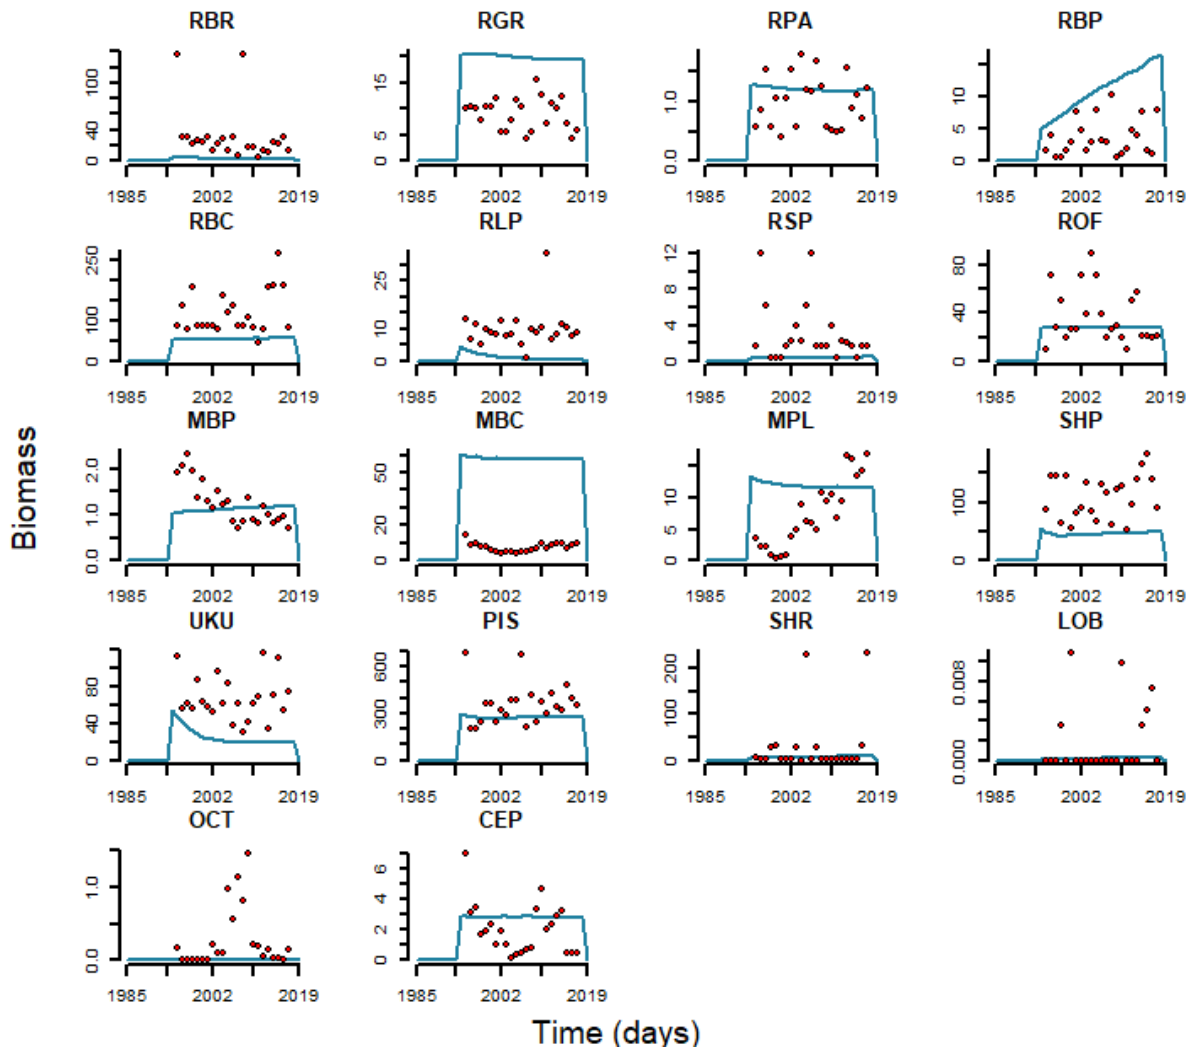 RBR RGR RPA RBP
100 15 1.0 10
40 5 0.0 5
0 0 0
1985 2002 2019 1985 2002 2019 1985 2002 2019 1985 2002 2019
RBC RLP RSP ROF
250 25 12 80
100 10 8 40
0 0 4 0
0
1985 2002 2019 1985 2002 2019 1985 2002 2019 1985 2002 2019
MBP MBC MPL SHP
2.0 50 10 100
1.0 20 5 0
0.0 0 0
1985 2002 2019 1985 2002 2019 1985 2002 2019 1985 2002 2019
UKU PIS SHR LOB
80 600 200 0.008
40 300 100 0.000
0 0 0
1985 2002 2019 1985 2002 2019 1985 2002 2019 1985 2002 2019
OCT CEP
1.0 6
0.0 4
2
0
1985 2002 2019 1985 2002 2019
Biomass
Time (days)